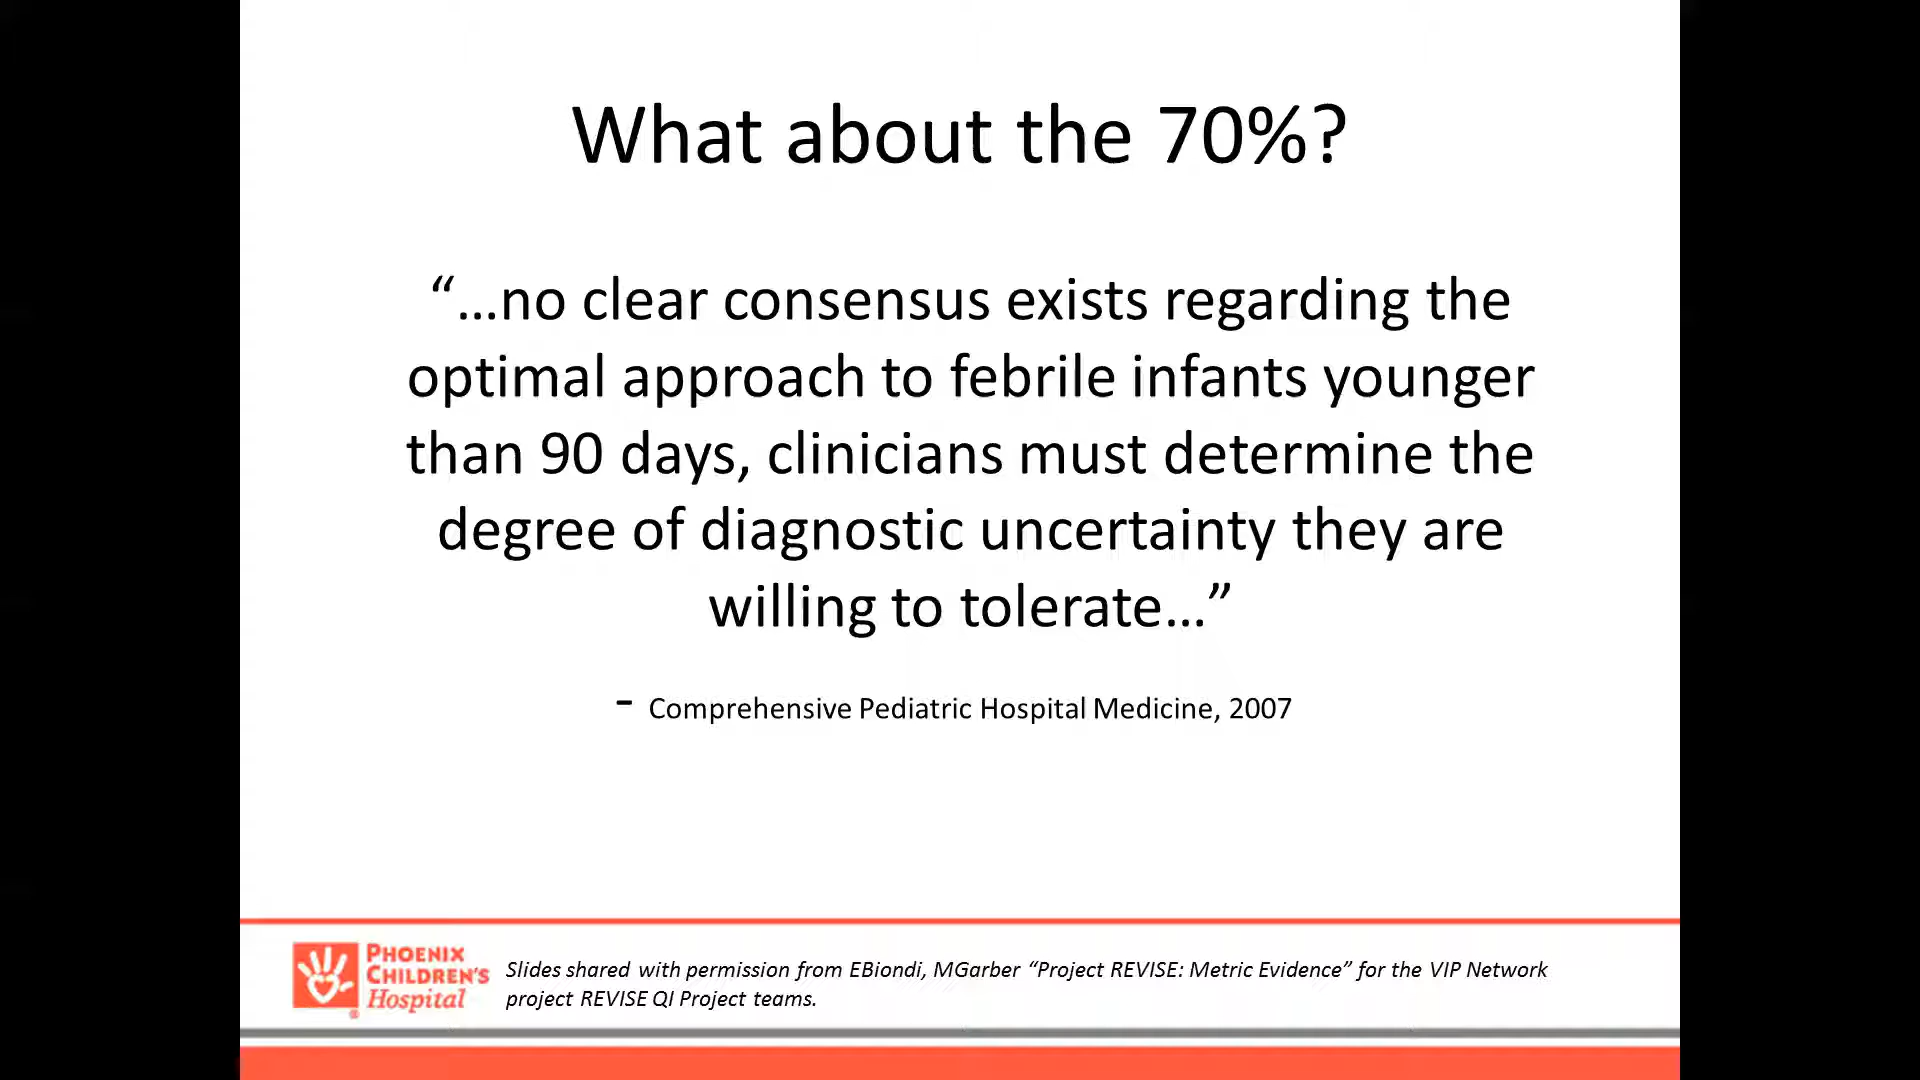 What about the 70%?
“…no clear consensus exists regarding the
optimal approach to febrile infants younger
than 90 days, clinicians must determine the
degree of diagnostic uncertainty they are
willing to tolerate…”
- Comprehensive Pediatric Hospital Medicine, 2007
PHOENIX
CHILDREN'S
Hospital
®
Slides shared with permission from EBiondi, MGarber “Project REVISE: Metric Evidence” for the VIP Network
project REVISE QI Project teams.